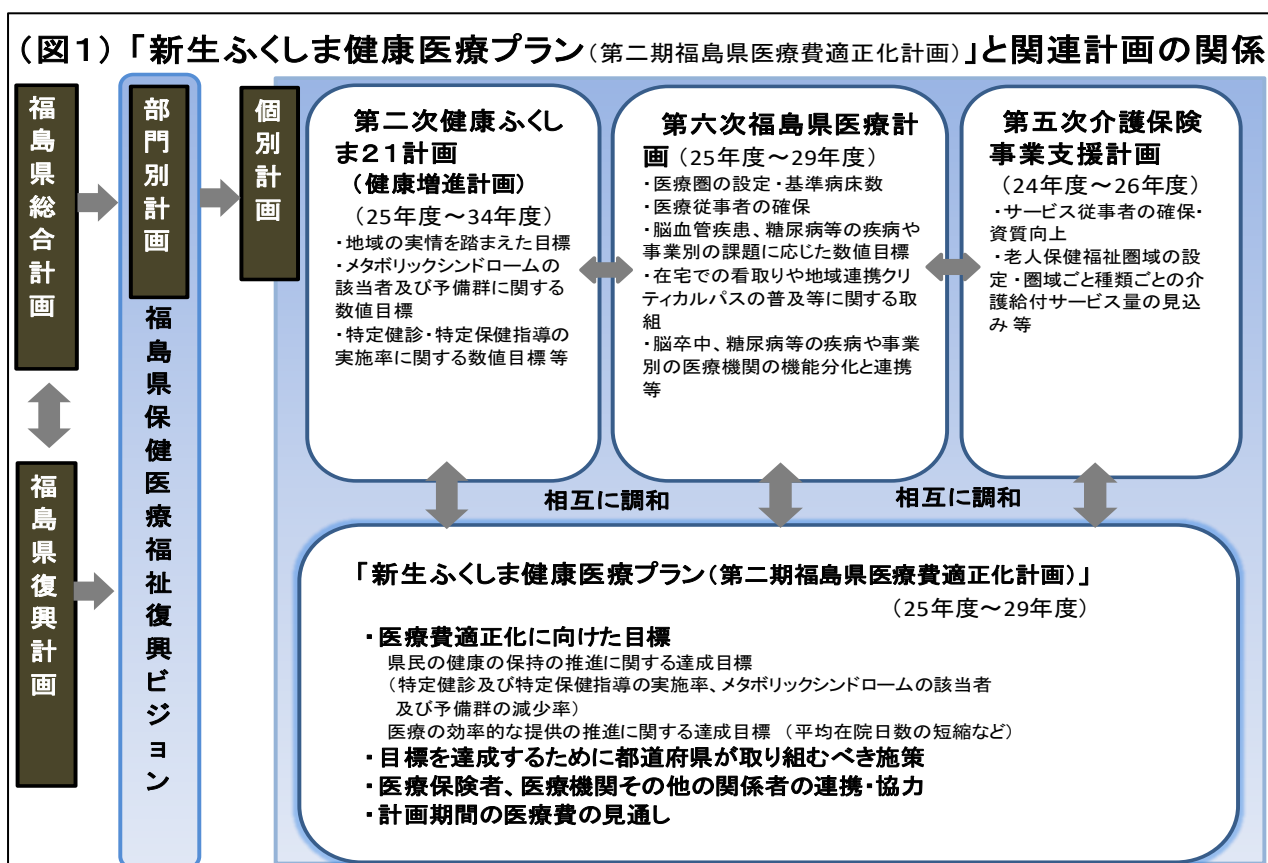 (図1)「新生ふくしま健康医療プラン(第二期福島県医療費適正化計画)」と関連計画の関係
福島県総合計画
福島県復興計画
部門別計画
福島県保健医療福祉復興ビジョン
個別計画
第二次健康ふくし
ま21計画
(健康増進計画)
(25年度～34年度)
・地域の実情を踏まえた目標
・メタボリックシンドロームの
該当者及び予備群に関する
数値目標
・特定健診・特定保健指導の
実施率に関する数値目標 等
第六次福島県医療計
画(25年度～29年度)
・医療圏の設定・基準病床数
・医療従事者の確保
・脳血管疾患、糖尿病等の疾病や
事業別の課題に応じた数値目標
・在宅での看取りや地域連携クリ
ティカルパスの普及等に関する取
組
・脳卒中、糖尿病等の疾病や事業
別の医療機関の機能分化と連携
等
第五次介護保険
事業支援計画
(24年度～26年度)
・サービス従事者の確保・
資質向上
・老人保健福祉圏域の設
定・圏域ごと種類ごとの介
護給付サービス量の見込
み 等
相互に調和
相互に調和
「新生ふくしま健康医療プラン(第二期福島県医療費適正化計画)」
(25年度～29年度)
・医療費適正化に向けた目標
県民の健康の保持の推進に関する達成目標
(特定健診及び特定保健指導の実施率、メタボリックシンドロームの該当者
及び予備群の減少率)
医療の効率的な提供の推進に関する達成目標 (平均在院日数の短縮など)
・目標を達成するために都道府県が取り組むべき施策
・医療保険者、医療機関その他の関係者の連携・協力
・計画期間の医療費の見通し